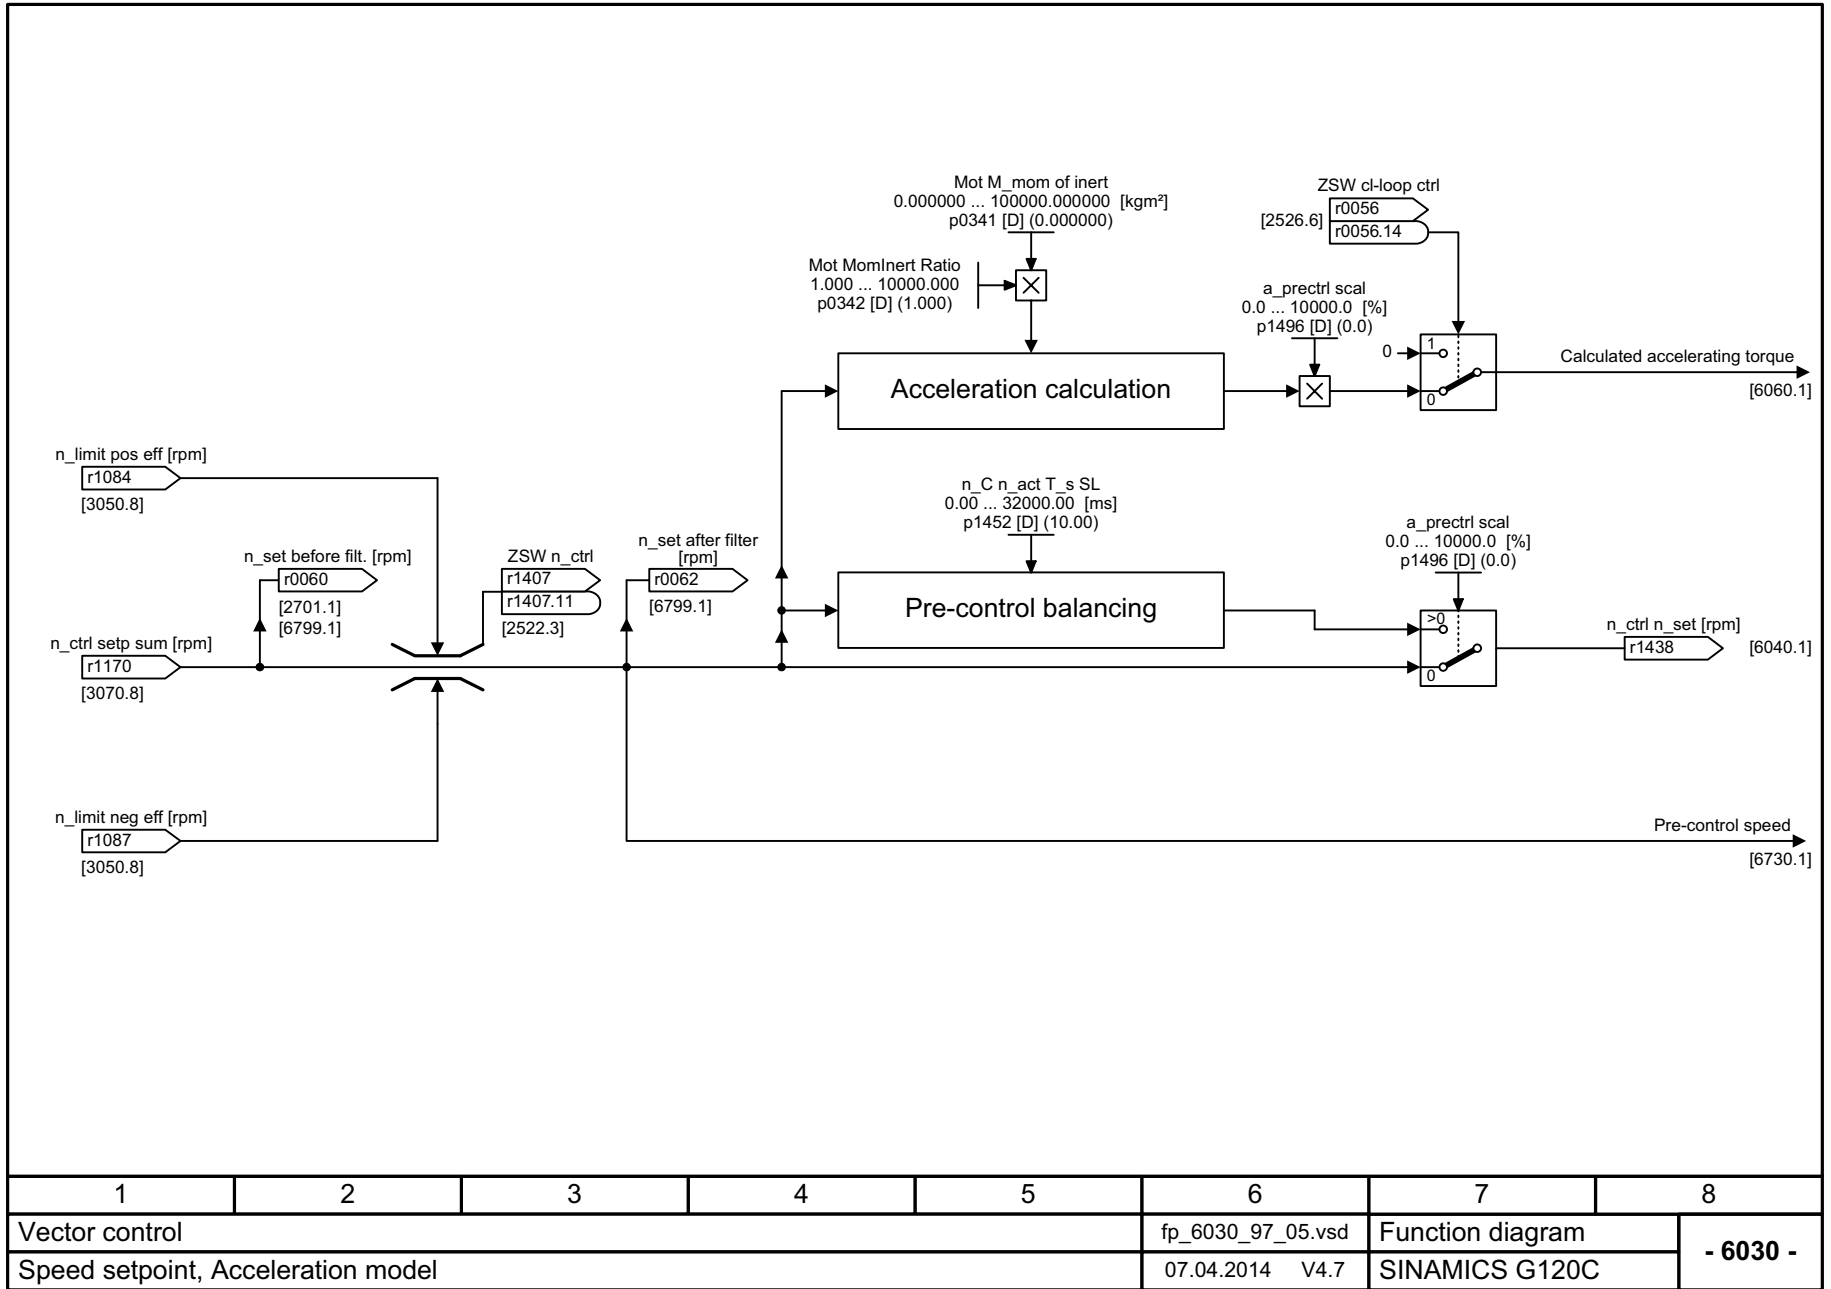 Mot M_mom of inert
0.000000 ... 100000.000000 [kgm²]
p0341 [D] (0.000000)
ZSW cl-loop ctrl
r0056
[2526.6]
r0056.14
Mot MomInert Ratio
1.000 ... 10000.000
p0342 [D] (1.000)
a_prectrl scal
0.0 ... 10000.0 [%]
p1496 [D] (0.0)
1
0
0
Acceleration calculation
Calculated accelerating torque
[6060.1]
n_limit pos eff [rpm]
r1084
[3050.8]
n_C n_act T_s SL
0.00 ... 32000.00 [ms]
p1452 [D] (10.00)
a_prectrl scal
0.0 ... 10000.0 [%]
p1496 [D] (0.0)
n_set before filt. [rpm]
r0060
[2701.1]
[6799.1]
ZSW n_ctrl
r1407
r1407.11
[2522.3]
n_set after filter
[rpm]
r0062
[6799.1]
Pre-control balancing
>0
0
n_ctrl n_set [rpm]
r1438
[6040.1]
n_ctrl setp sum [rpm]
r1170
[3070.8]
n_limit neg eff [rpm]
r1087
[3050.8]
Pre-control speed
[6730.1]
1 2 3 4 5 6 7 8
Vector control
fp_6030_97_05.vsd
Function diagram
- 6030 -
Speed setpoint, Acceleration model
07.04.2014 V4.7
SINAMICS G120C